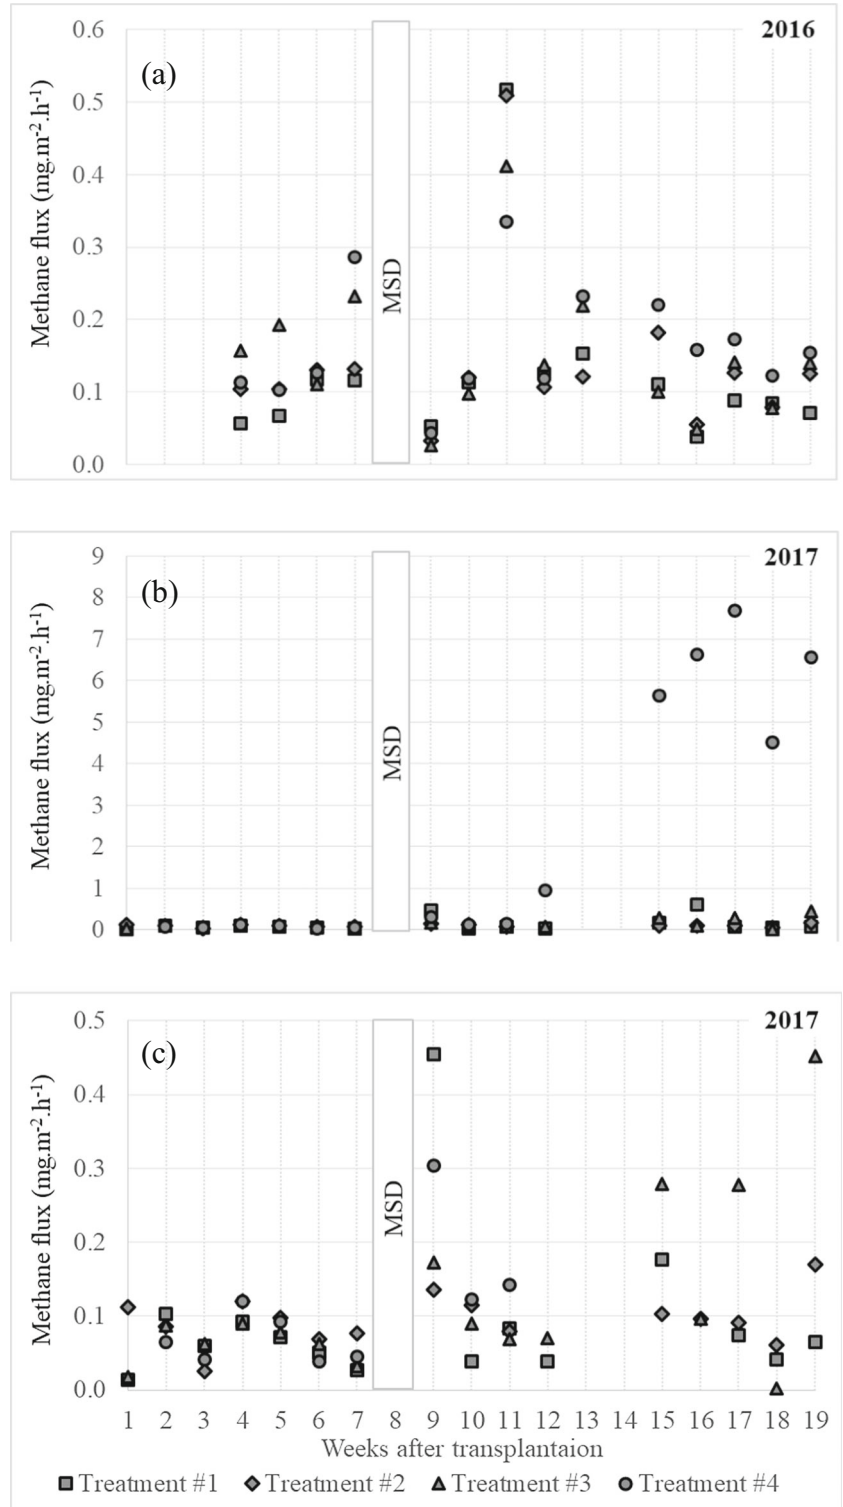 2016
(a)
Methane flux (mg.m-2.h-1)
0.6
0.5
0.4
0.3
0.2
0.1
0.0
MSD
2017
(b)
Methane flux (mg.m-2.h-1)
9
8
7
6
5
4
3
2
1
0
MSD
2017
(c)
Methane flux (mg.m-2.h-1)
0.5
0.4
0.3
0.2
0.1
0.0
MSD
1 2 3 4 5 6 7 8 9 10 11 12 13 14 15 16 17 18 19
Weeks after transplantaion
Treatment #1 Treatment #2 Treatment #3 Treatment #4